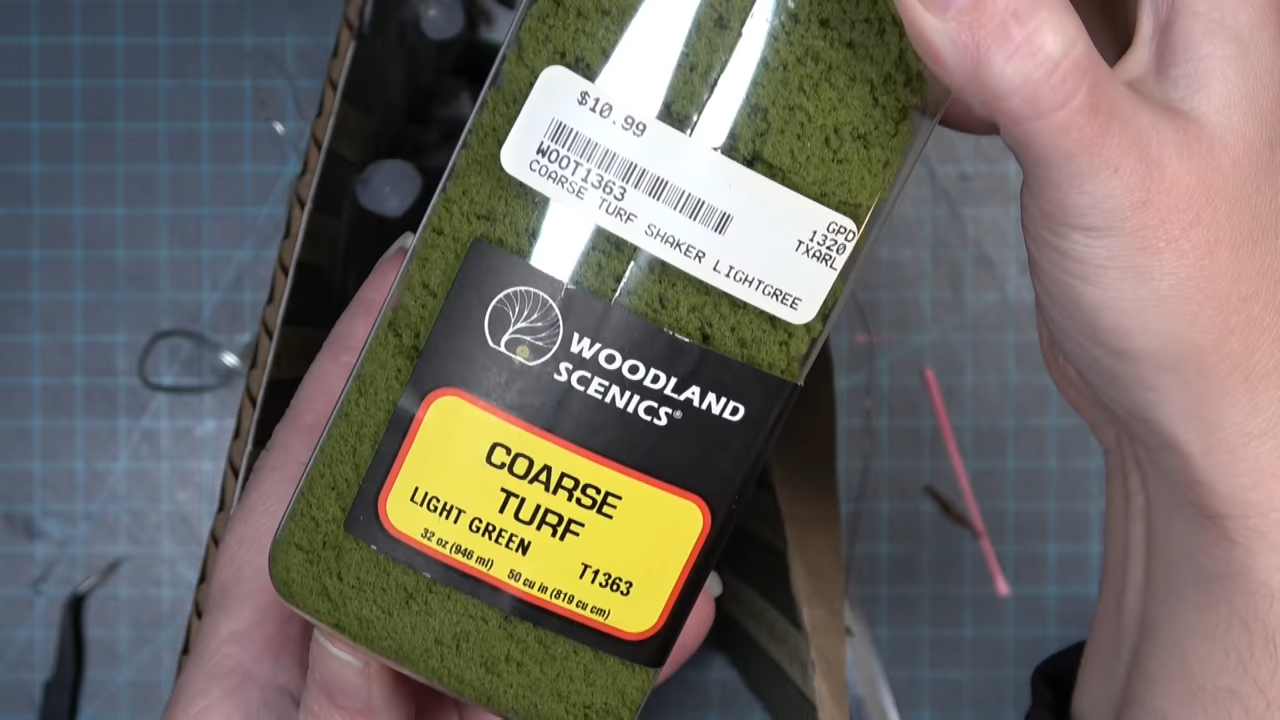 $10.99
WOOT1363
COARSE TURF SHAKER LIGHTGREE
GPD
1320
TXARL
WOODLAND
SCENICS®
COARSE
TURF
LIGHT GREEN
T1363
32 oz (946 ml) 50 cu in (819 cu cm)